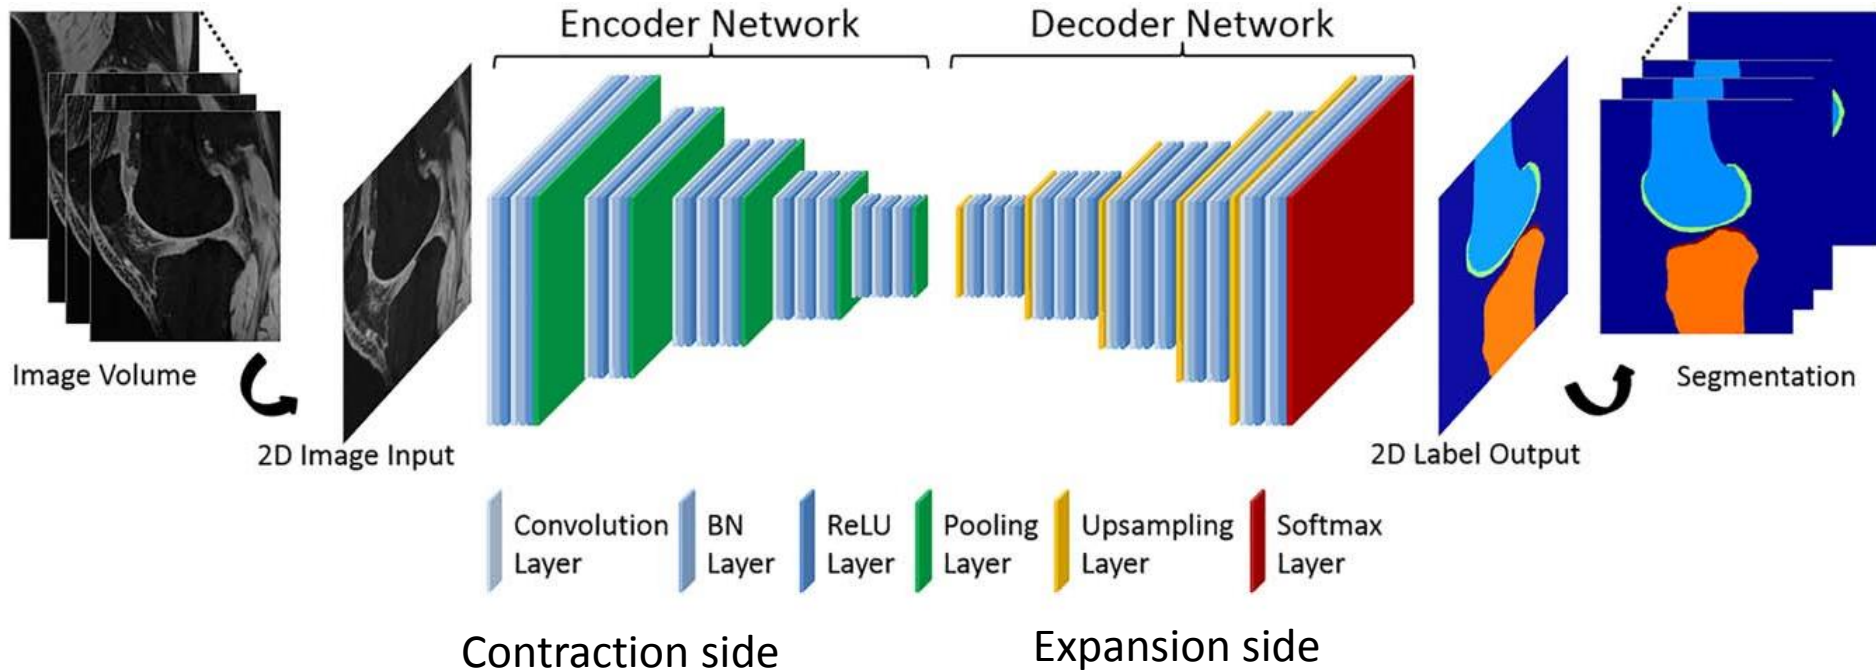 Encoder Network
Decoder Network
Image Volume
2D Image Input
2D Label Output
Segmentation
Convolution
Layer
BN
Layer
ReLU
Layer
Pooling
Layer
Upsampling
Layer
Softmax
Layer
Contraction side
Expansion side